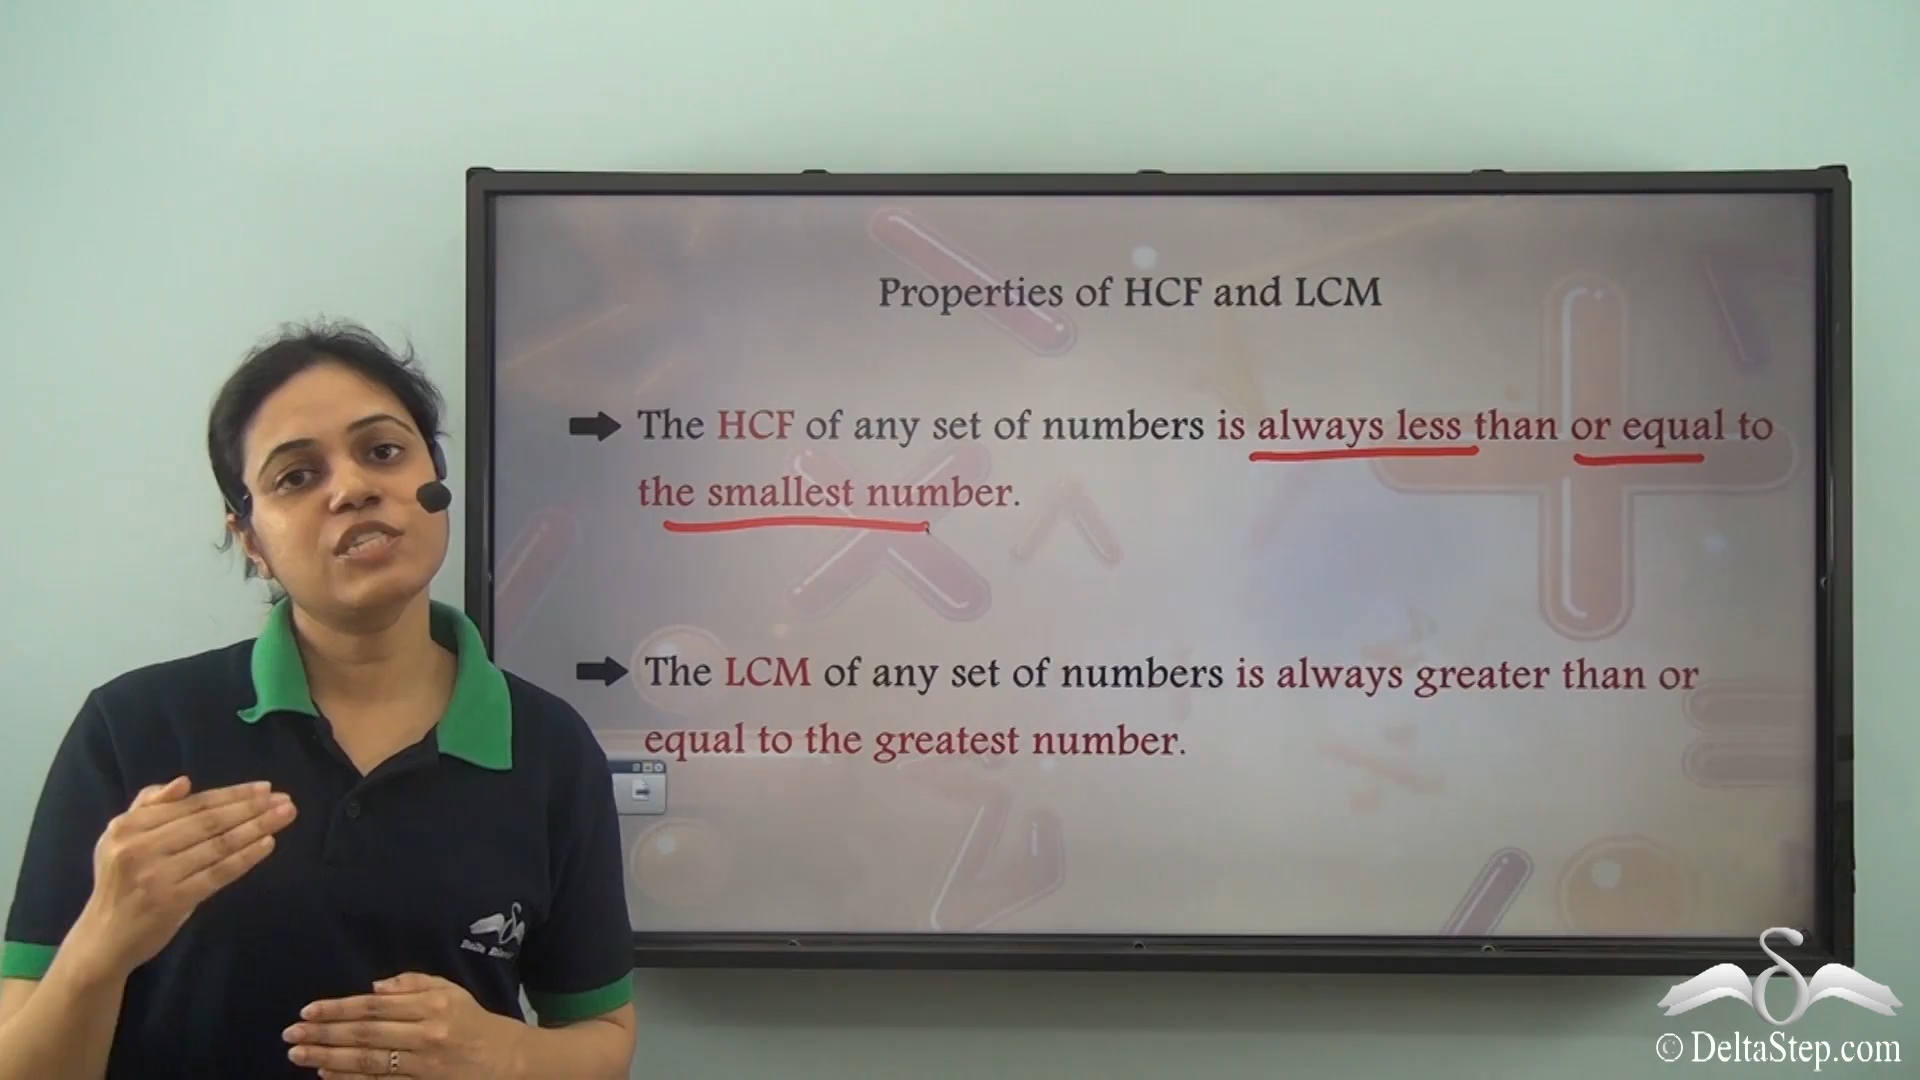 Properties of HCF and LCM
The HCF of any set of numbers is always less than or equal to
the smallest number.
The LCM of any set of numbers is always greater than or
equal to the greatest number.
© DeltaStep.com